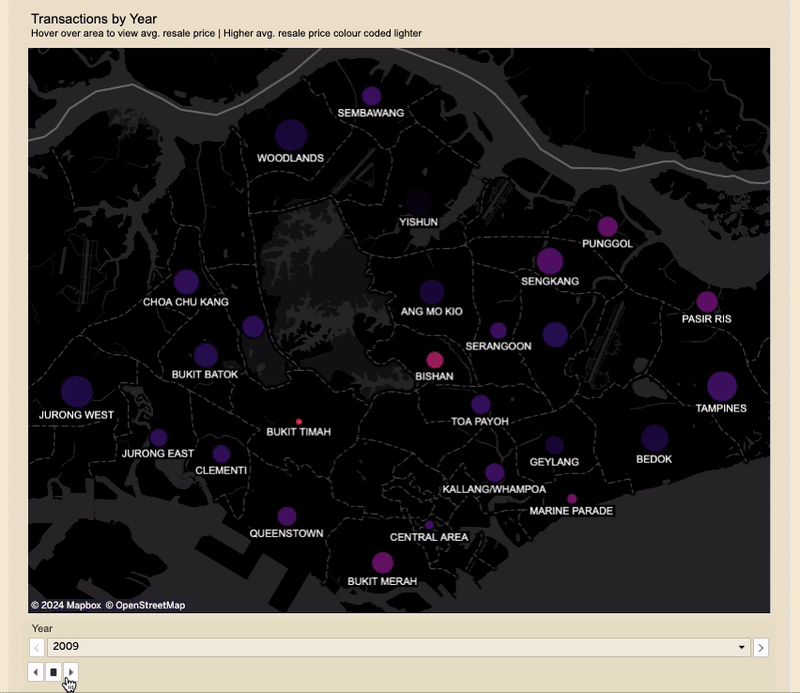 Transactions by Year
Hover over area to view avg. resale price | Higher avg. resale price colour coded lighter
SEMBAWANG
WOODLANDS
YISHUN
PUNGGOL
SENGKANG
CHOA CHU KANG
ANG MO KIO
PASIR RIS
SERANGOON
BUKIT BATOK
BISHAN
JURONG WEST
TAMPINES
TOA PAYOH
BUKIT TIMAH
JURONG EAST
BEDOK
GEYLANG
CLEMENTI
KALLANG/WHAMPOA
MARINE PARADE
QUEENSTOWN
CENTRAL AREA
BUKIT MERAH
© 2024 Mapbox © OpenStreetMap
Year
2009